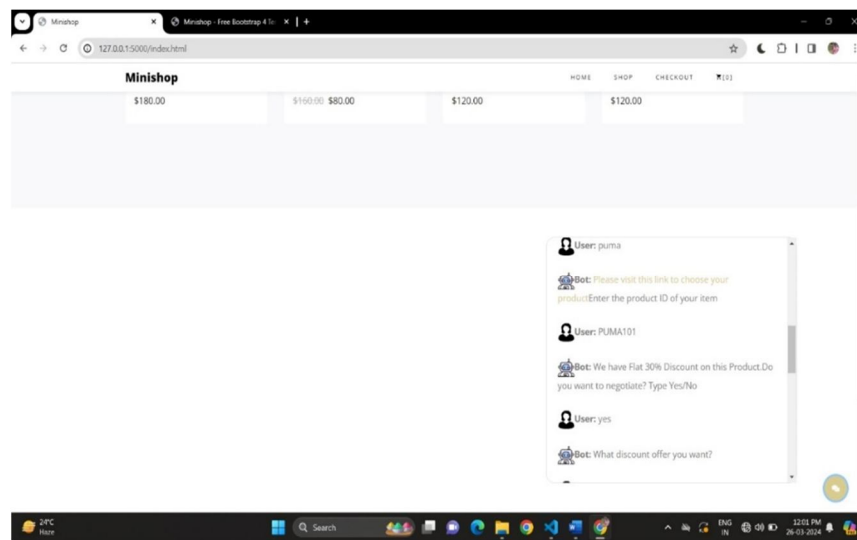 Minishop
Minishop - Free Bootstrap 4 Te
127.0.0.1:5000/index.html
Minishop
HOME SHOP CHECKOUT [0]
$180.00 $160.00 $80.00 $120.00 $120.00
User: puma
Bot: Please visit this link to choose your
productEnter the product ID of your item
User: PUMA101
Bot: We have Flat 30% Discount on this Product.Do
you want to negotiate? Type Yes/No
User: yes
Bot: What discount offer you want?
24°C
Haze
Search
ENG
IN
12:01 PM
26-03-2024